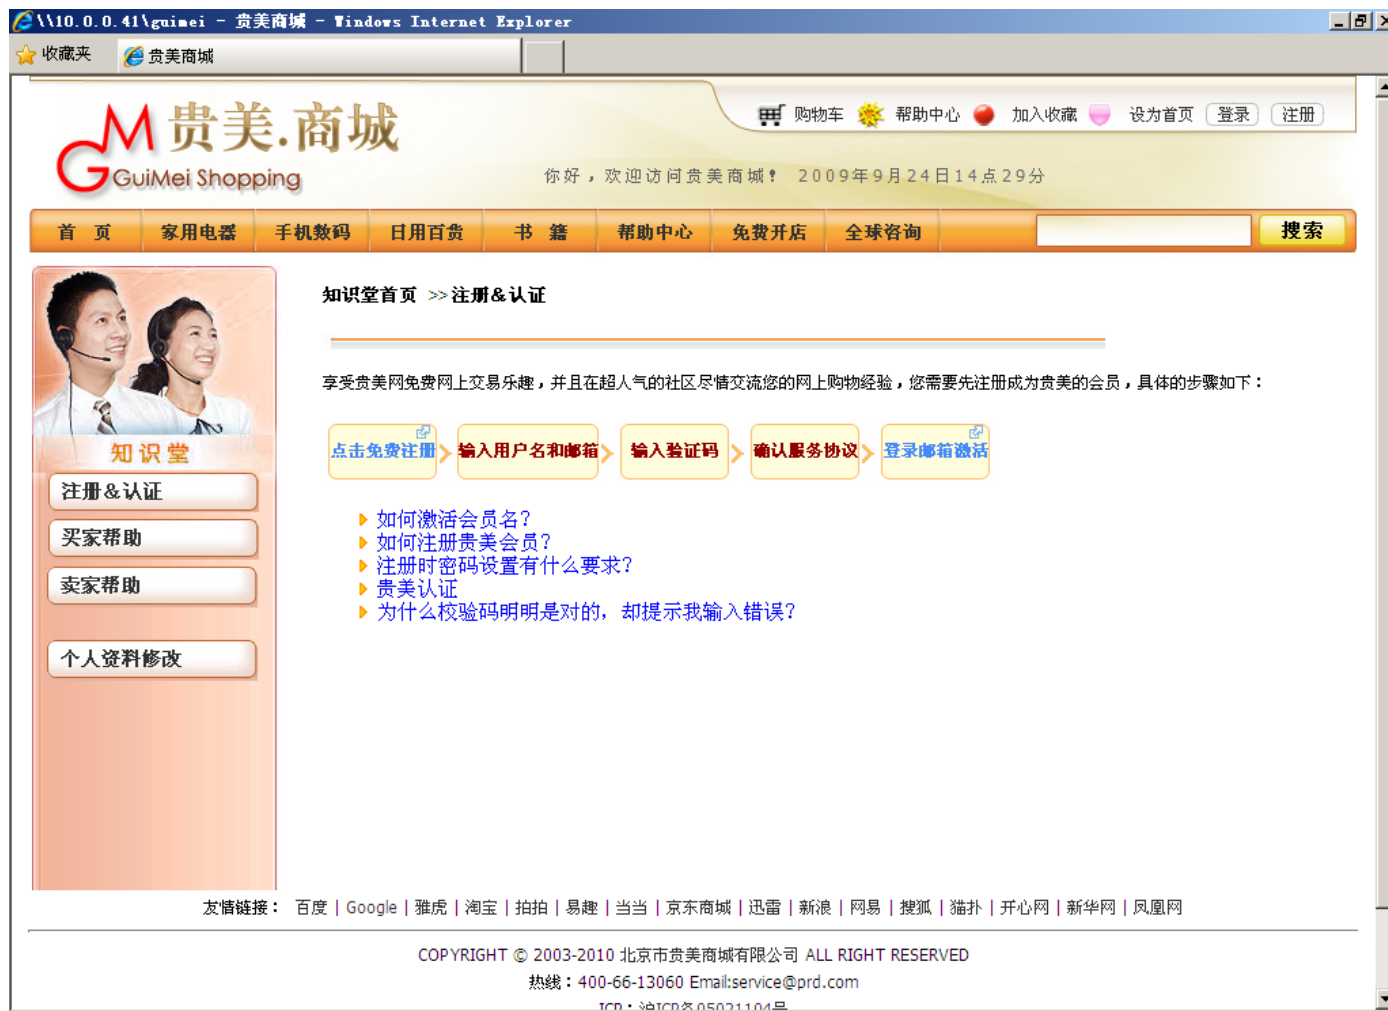 \\10.0.0.41\guimei - 贵美商城 - Windows Internet Explorer
收藏夹 贵美商城
GM 贵美.商城
GuiMei Shopping
购物车 帮助中心 加入收藏 设为首页 登录 注册
你好，欢迎访问贵美商城! 2009年9月24日14点29分
首 页 家用电器 手机数码 日用百货 书 籍 帮助中心 免费开店 全球咨询 搜索
知识堂
注册&认证
买家帮助
卖家帮助
个人资料修改
知识堂首页 >>注册&认证
享受贵美网免费网上交易乐趣，并且在超人气的社区尽情交流您的网上购物经验，您需要先注册成为贵美的会员，具体的步骤如下：
点击免费注册 输入用户名和邮箱 输入验证码 确认服务协议 登录邮箱激活
如何激活会员名?
如何注册贵美会员?
注册时密码设置有什么要求?
贵美认证
为什么校验码明明是对的，却提示我输入错误?
友情链接： 百度 | Google | 雅虎 | 淘宝 | 拍拍 | 易趣 | 当当 | 京东商城 | 迅雷 | 新浪 | 网易 | 搜狐 | 猫扑 | 开心网 | 新华网 | 凤凰网
COPYRIGHT © 2003-2010 北京市贵美商城有限公司 ALL RIGHT RESERVED
热线：400-66-13060 Email:service@prd.com
ICP：沪ICP备05021104号